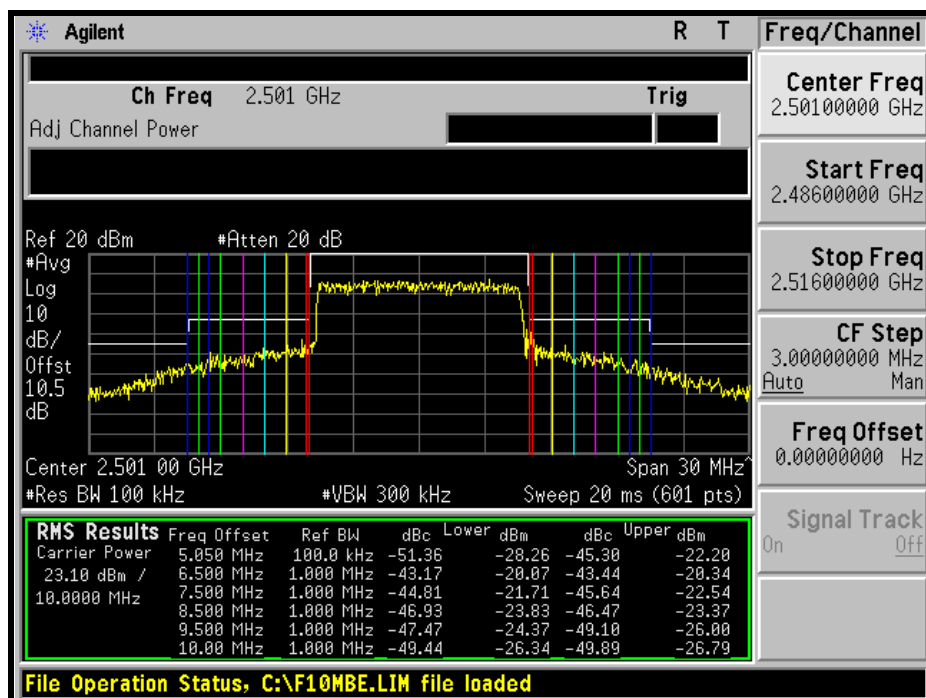 Agilent R T Freq/Channel
Ch Freq 2.501 GHz Trig
Adj Channel Power
Center Freq
2.50100000 GHz
Start Freq
2.48600000 GHz
Stop Freq
2.51600000 GHz
CF Step
3.00000000 MHz
Auto Man
Freq Offset
0.00000000 Hz
Signal Track
On Off
Ref 20 dBm #Atten 20 dB
#Avg
Log
10
dB/
Offst
10.5
dB
Center 2.501 00 GHz Span 30 MHz^
#Res BW 100 kHz #VBW 300 kHz Sweep 20 ms (601 pts)
RMS Results Freq Offset Ref BW dBc Lower dBm dBc Upper dBm
Carrier Power 5.050 MHz 100.0 kHz -51.36 -28.26 -45.30 -22.20
23.10 dBm / 6.500 MHz 1.000 MHz -43.17 -20.07 -43.44 -20.34
10.0000 MHz 7.500 MHz 1.000 MHz -44.81 -21.71 -45.64 -22.54
8.500 MHz 1.000 MHz -46.93 -23.83 -46.47 -23.37
9.500 MHz 1.000 MHz -47.47 -24.37 -49.10 -26.00
10.00 MHz 1.000 MHz -49.44 -26.34 -49.89 -26.79
File Operation Status, C:\F10MBE.LIM file loaded